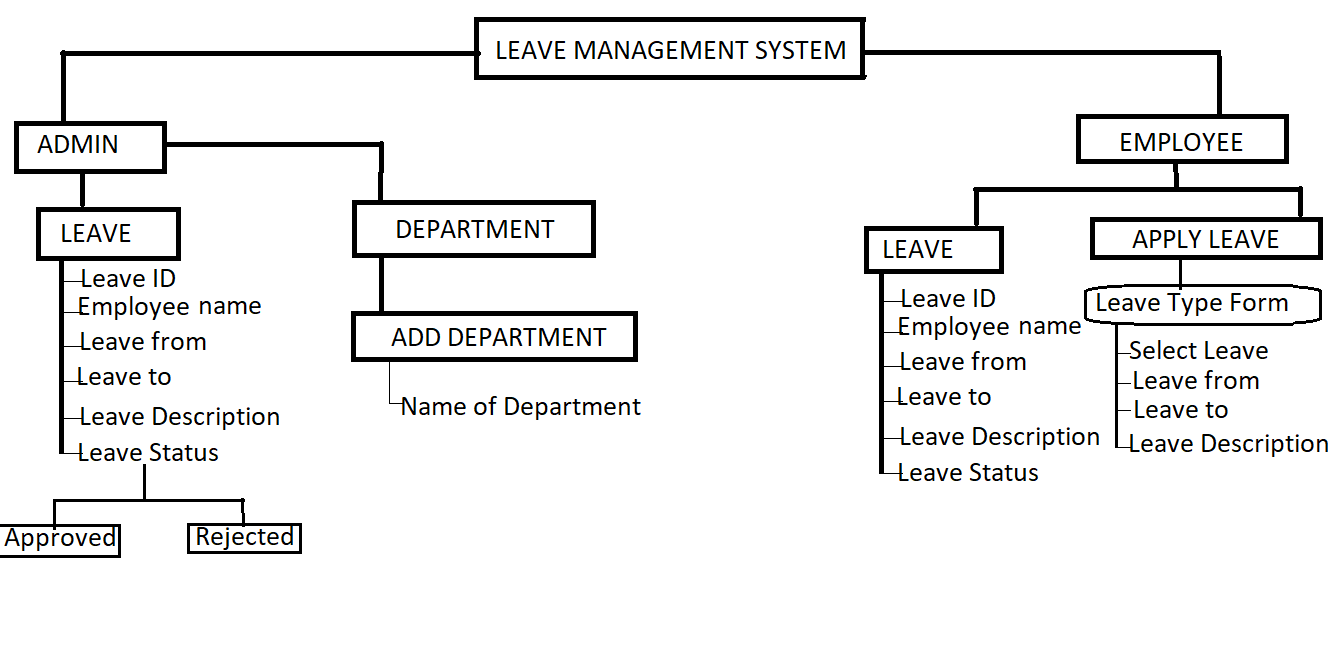 LEAVE MANAGEMENT SYSTEM
ADMIN
LEAVE
Leave ID
Employee name
Leave from
Leave to
Leave Description
Leave Status
Approved
Rejected
DEPARTMENT
ADD DEPARTMENT
Name of Department
EMPLOYEE
LEAVE
Leave ID
Employee name
Leave from
Leave to
Leave Description
Leave Status
APPLY LEAVE
Leave Type Form
Select Leave
Leave from
Leave to
Leave Description